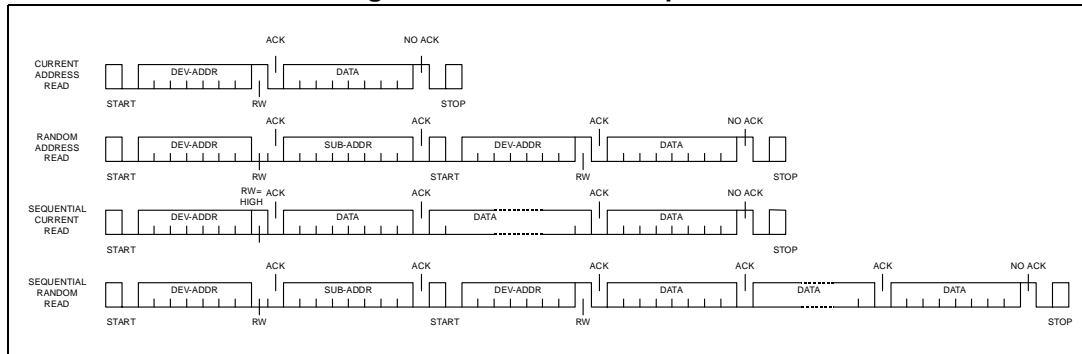 ACK NO ACK
CURRENT
ADDRESS
READ
DEV-ADDR DATA
START RW STOP
ACK ACK ACK NO ACK
RANDOM
ADDRESS
READ
DEV-ADDR SUB-ADDR DEV-ADDR DATA
START RW START RW STOP
RW=
HIGH
ACK ACK ACK NO ACK
SEQUENTIAL
CURRENT
READ
DEV-ADDR DATA DATA DATA
START STOP
ACK ACK ACK ACK ACK NO ACK
SEQUENTIAL
RANDOM
READ
DEV-ADDR SUB-ADDR DEV-ADDR DATA DATA DATA
START RW START RW STOP